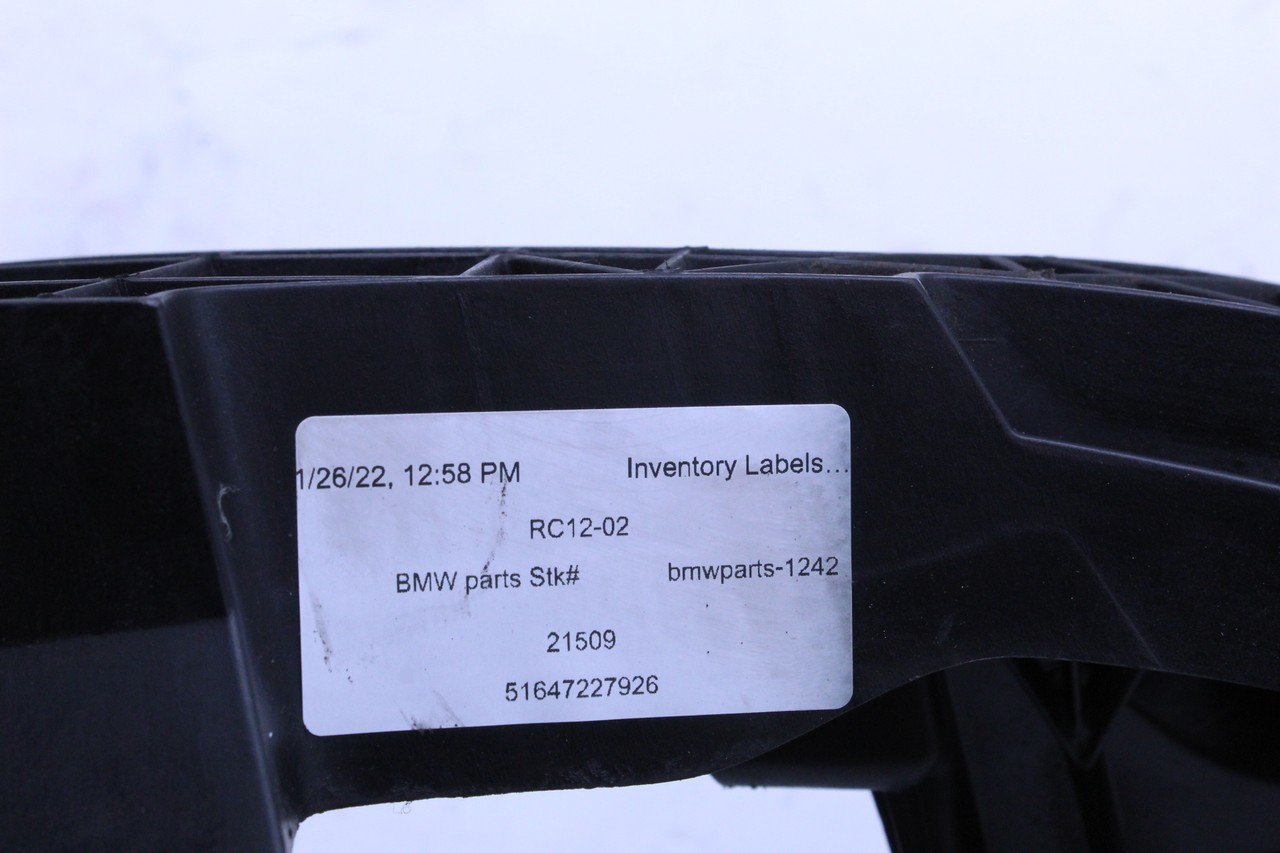 1/26/22, 12:58 PM Inventory Labels...
RC12-02
BMW parts Stk# bmwparts-1242
21509
51647227926